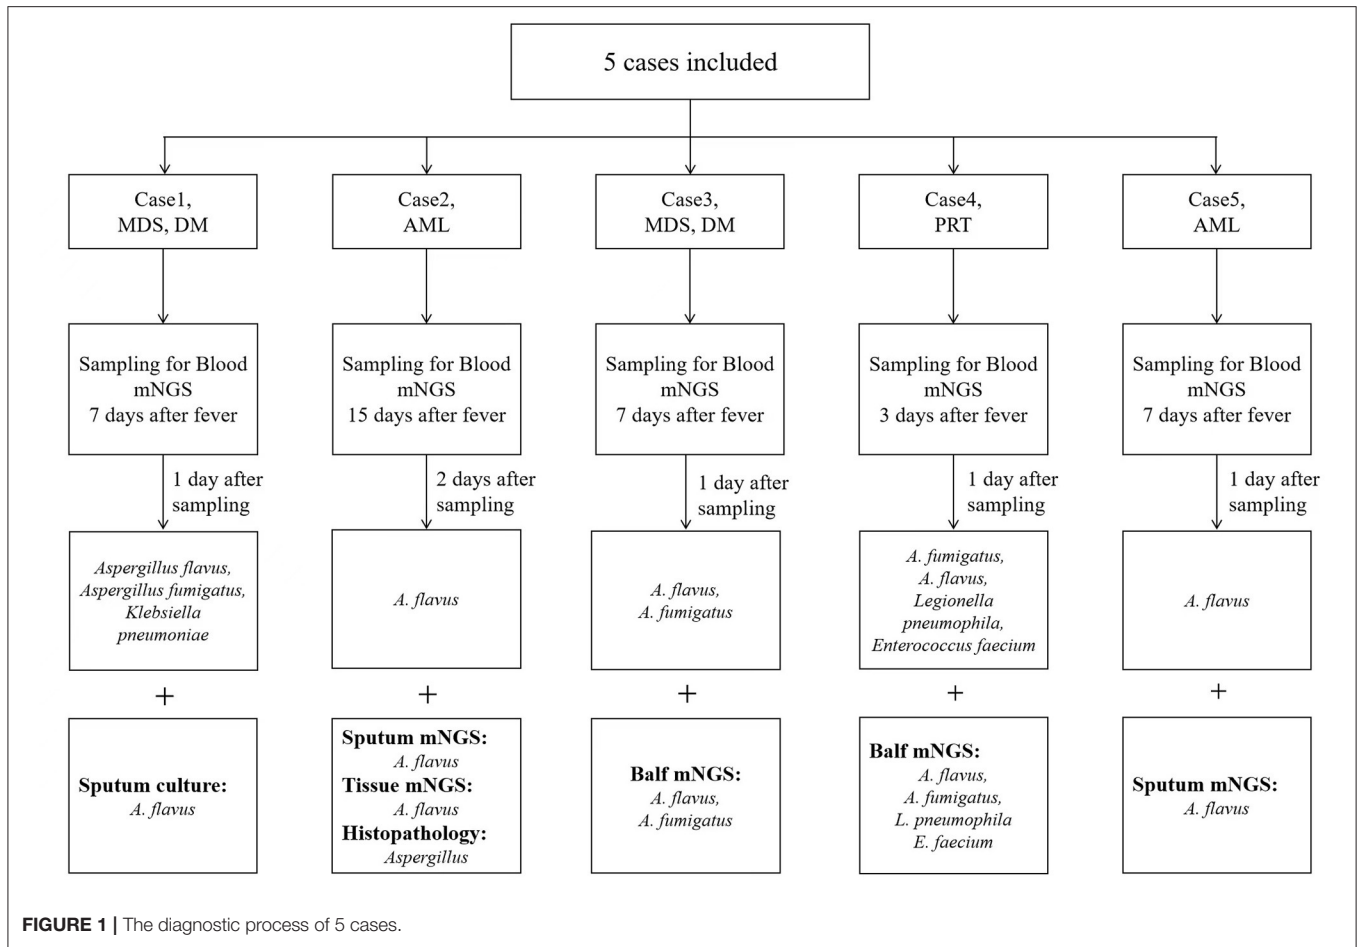 5 cases included
Case1,
MDS, DM
Case2,
AML
Case3,
MDS, DM
Case4,
PRT
Case5,
AML
Sampling for Blood
mNGS
7 days after fever
Sampling for Blood
mNGS
15 days after fever
Sampling for Blood
mNGS
7 days after fever
Sampling for Blood
mNGS
3 days after fever
Sampling for Blood
mNGS
7 days after fever
1 day after
sampling
2 days after
sampling
1 day after
sampling
1 day after
sampling
1 day after
sampling
Aspergillus flavus,
Aspergillus fumigatus,
Klebsiella
pneumoniae
A. flavus
A. flavus,
A. fumigatus
A. fumigatus,
A. flavus,
Legionella
pneumophila,
Enterococcus faecium
A. flavus
+
+
+
+
+
Sputum culture:
A. flavus
Sputum mNGS:
A. flavus
Tissue mNGS:
A. flavus
Histopathology:
Aspergillus
Balf mNGS:
A. flavus,
A. fumigatus
Balf mNGS:
A. flavus,
A. fumigatus,
L. pneumophila
E. faecium
Sputum mNGS:
A. flavus
FIGURE 1 | The diagnostic process of 5 cases.